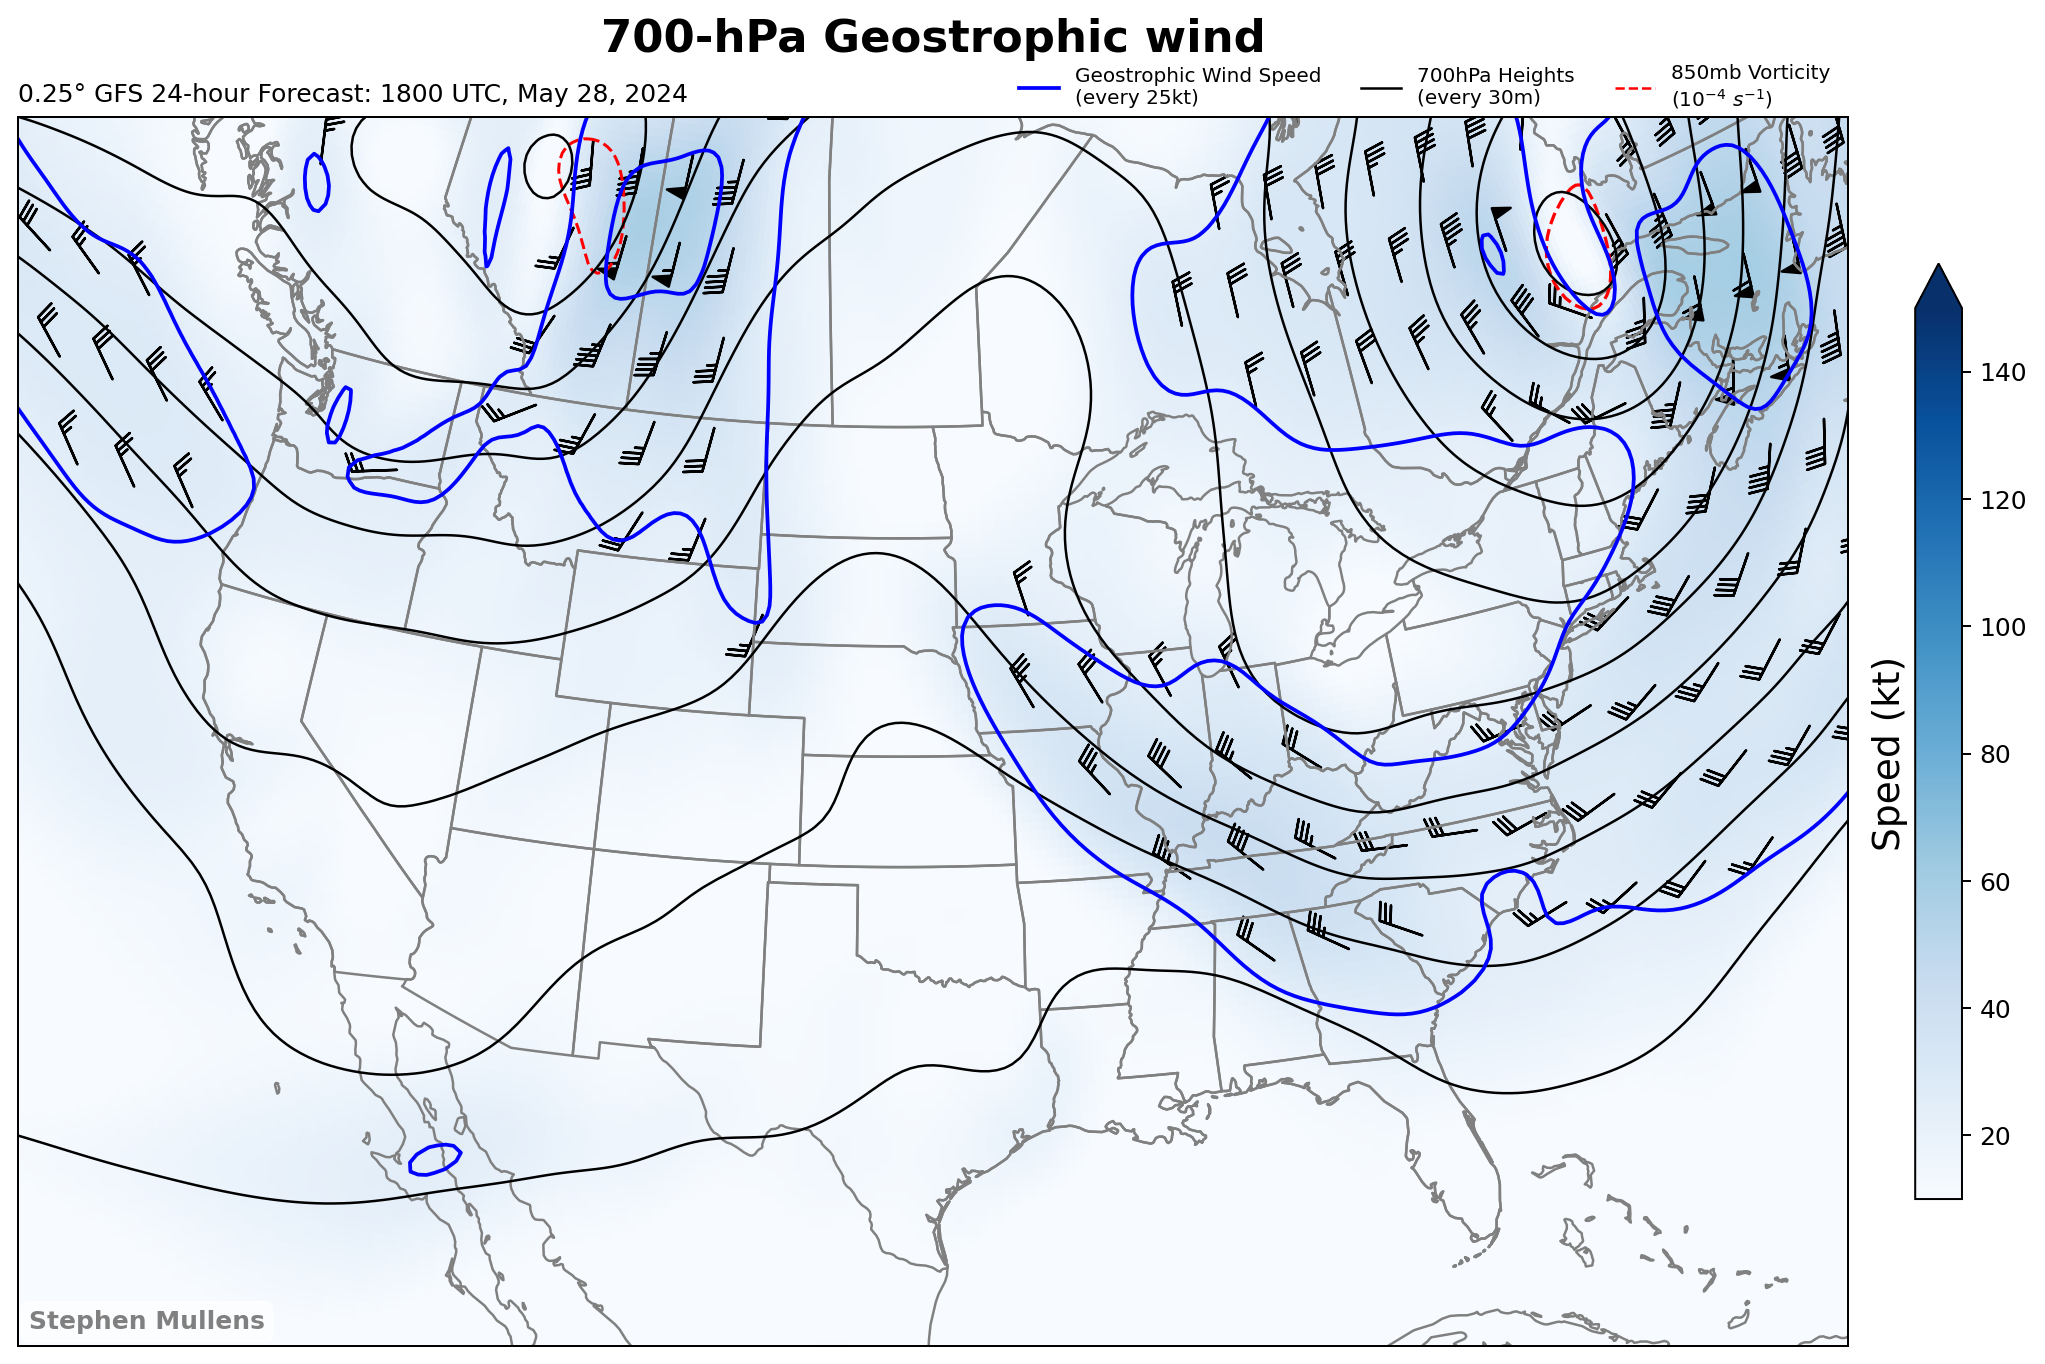 700-hPa Geostrophic wind
0.25° GFS 24-hour Forecast: 1800 UTC, May 28, 2024
Geostrophic Wind Speed
(every 25kt)
700hPa Heights
(every 30m)
850mb Vorticity
(10⁻⁴ s⁻¹)
140
120
100
80
60
40
20
Speed (kt)
Stephen Mullens